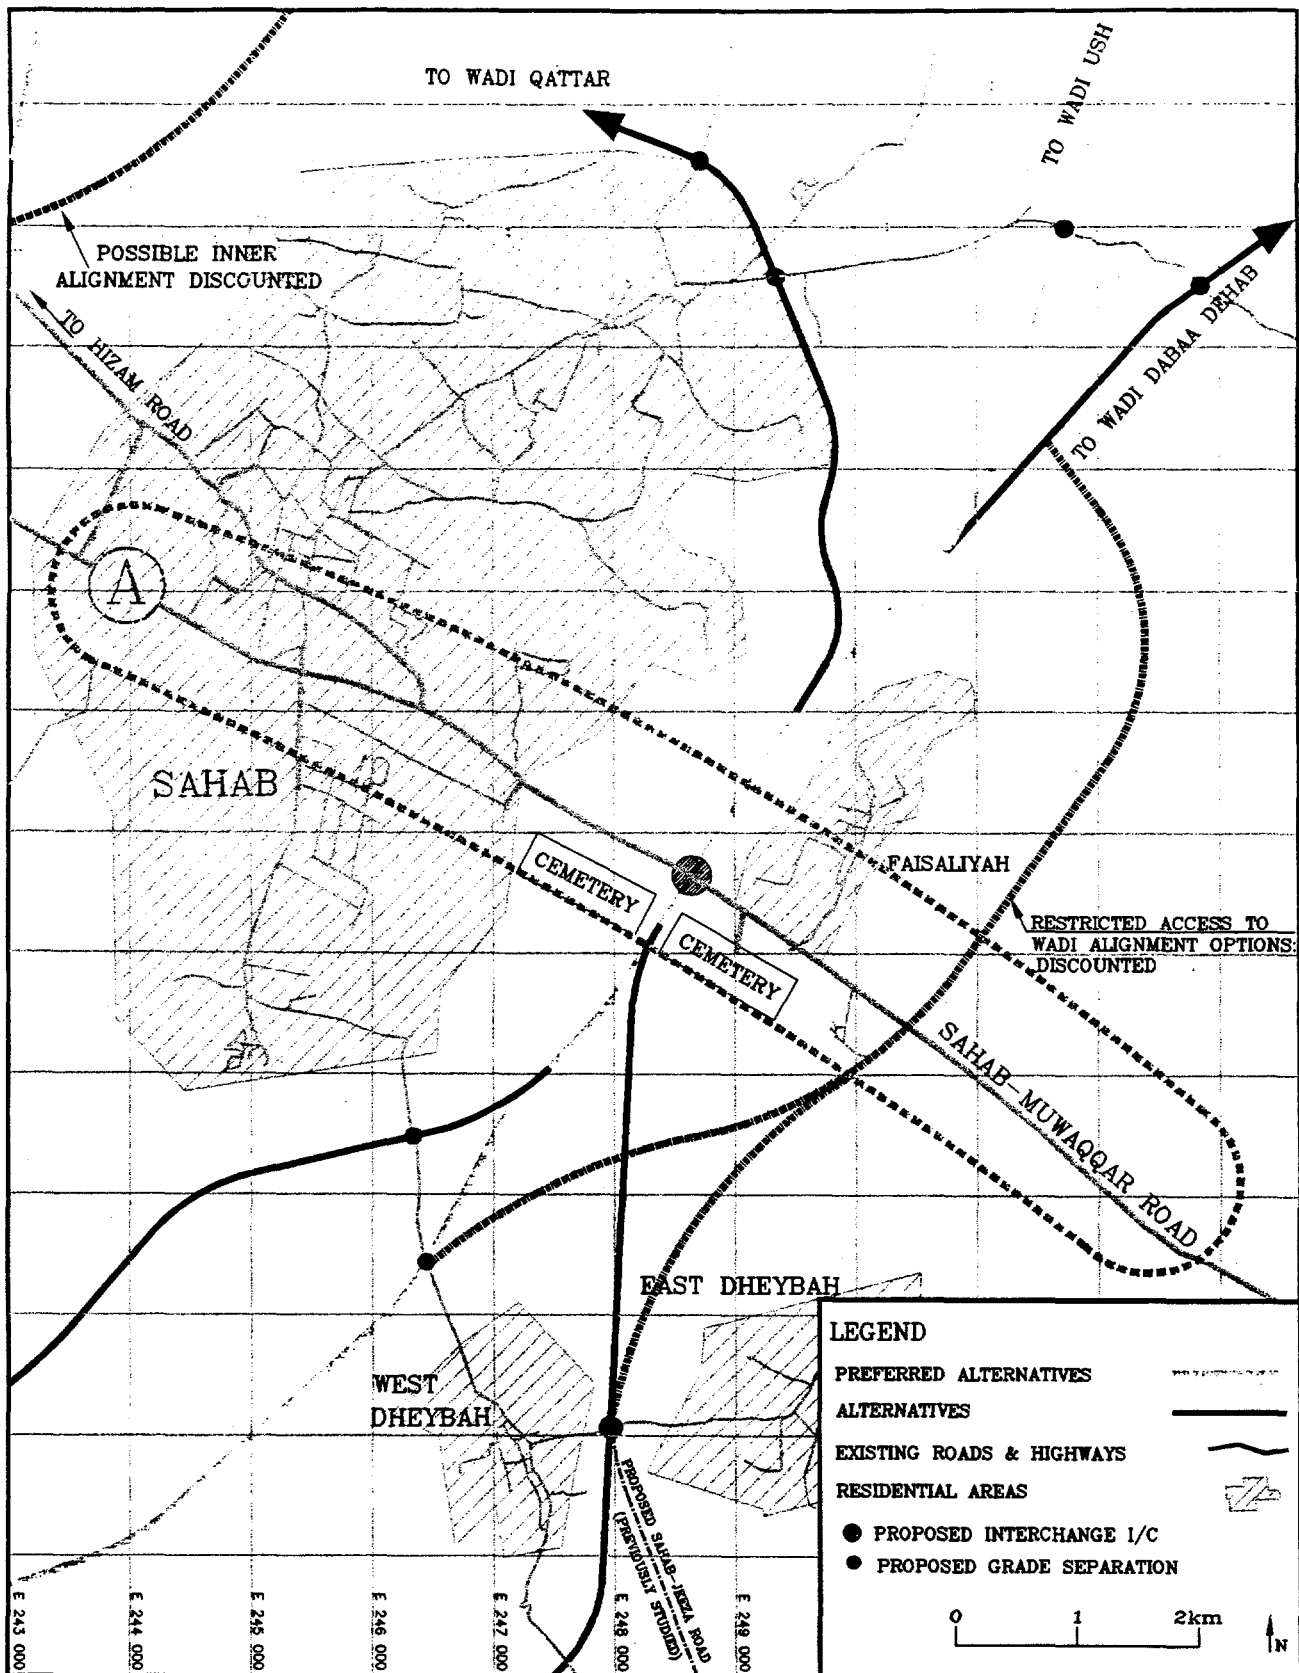 TO WADI QATTAR
TO WADI USH
POSSIBLE INNER
ALIGNMENT DISCOUNTED
TO HIZAM ROAD
TO WADI DABAA DEHAB
A
SAHAB
CEMETERY
CEMETERY
FAISALIYAH
RESTRICTED ACCESS TO
WADI ALIGNMENT OPTIONS:
DISCOUNTED
SAHAB-MUWAQQAR ROAD
EAST DHEYBAH
WEST
DHEYBAH
PROPOSED SAHAB-JEEZA ROAD
(PREVIOUSLY STUDIED)
E 243 000
E 244 000
E 245 000
E 246 000
E 247 000
E 248 000
E 249 000
LEGEND
PREFERRED ALTERNATIVES
ALTERNATIVES
EXISTING ROADS & HIGHWAYS
RESIDENTIAL AREAS
PROPOSED INTERCHANGE I/C
PROPOSED GRADE SEPARATION
0 1 2km
N